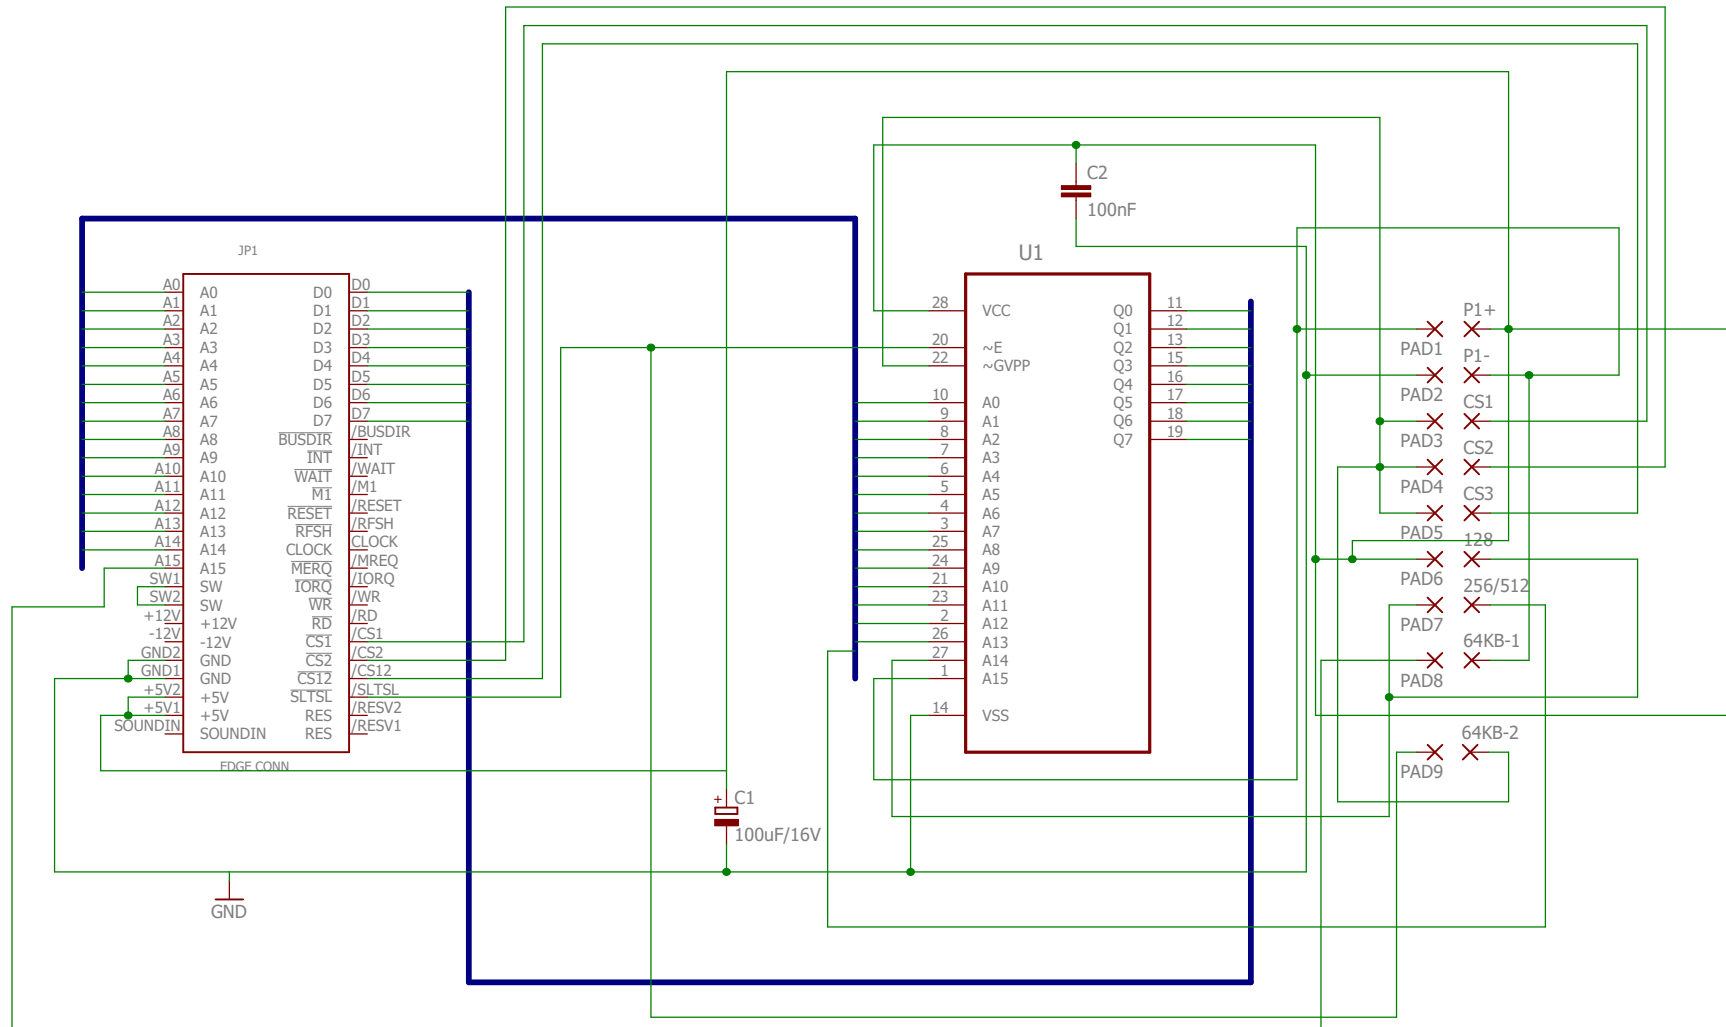 C2
100nF
JP1
U1
A0 A0 D0 D0
A1 A1 D1 D1
A2 A2 D2 D2
A3 A3 D3 D3
A4 A4 D4 D4
A5 A5 D5 D5
A6 A6 D6 D6
A7 A7 D7 D7
A8 A8 BUSDIR /BUSDIR
A9 A9 INT /INT
A10 A10 WAIT /WAIT
A11 A11 M1 /M1
A12 A12 RESET /RESET
A13 A13 RFSH /RFSH
A14 A14 CLOCK CLOCK
A15 A15 MERQ /MREQ
SW1 SW IORQ /IORQ
SW2 SW WR /WR
+12V +12V RD /RD
-12V -12V CS1 /CS1
GND2 GND CS2 /CS2
GND1 GND CS12 /CS12
+5V2 +5V SLTSL /SLTSL
+5V1 +5V RES /RESV2
SOUNDIN SOUNDIN RES /RESV1
EDGE CONN
28 VCC Q0 11
Q1 12
20 ~E Q2 13
22 ~GVPP Q3 15
Q4 16
10 A0 Q5 17
9 A1 Q6 18
8 A2 Q7 19
7 A3
6 A4
5 A5
4 A6
3 A7
25 A8
24 A9
21 A10
23 A11
2 A12
26 A13
27 A14
1 A15
14 VSS
P1+
PAD1
P1-
PAD2
CS1
PAD3
CS2
PAD4
CS3
PAD5
128
PAD6
256/512
PAD7
64KB-1
PAD8
64KB-2
PAD9
+ C1
100uF/16V
GND